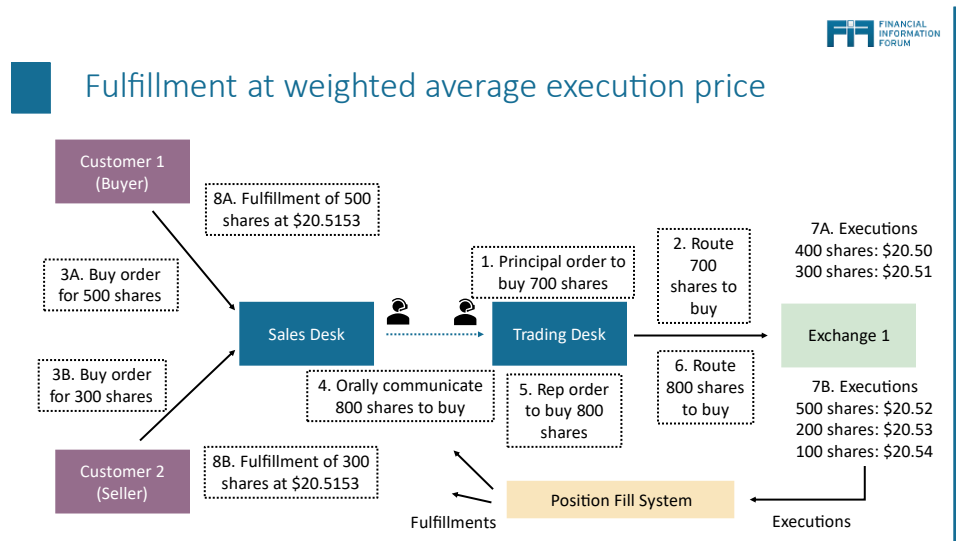 FINANCIAL
INFORMATION
FORUM
Fulfillment at weighted average execution price
Customer 1
(Buyer)
8A. Fulfillment of 500
shares at $20.5153
3A. Buy order
for 500 shares
1. Principal order to
buy 700 shares
2. Route
700
shares to
buy
7A. Executions
400 shares: $20.50
300 shares: $20.51
Sales Desk
Trading Desk
Exchange 1
3B. Buy order
for 300 shares
4. Orally communicate
800 shares to buy
5. Rep order
to buy 800
shares
6. Route
800 shares
to buy
7B. Executions
500 shares: $20.52
200 shares: $20.53
100 shares: $20.54
Customer 2
(Seller)
8B. Fulfillment of 300
shares at $20.5153
Position Fill System
Fulfillments
Executions